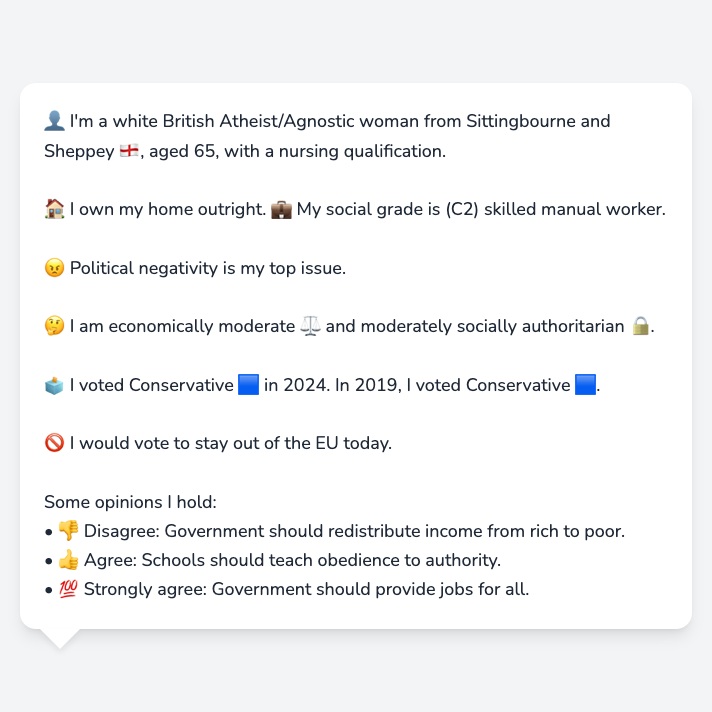 👤 I'm a white British Atheist/Agnostic woman from Sittingbourne and
Sheppey 🏴󠁧󠁢󠁥󠁮󠁧󠁿, aged 65, with a nursing qualification.
🏠 I own my home outright. 💼 My social grade is (C2) skilled manual worker.
😠 Political negativity is my top issue.
🤔 I am economically moderate ⚖️ and moderately socially authoritarian 🔒.
🗳️ I voted Conservative 🟦 in 2024. In 2019, I voted Conservative 🟦.
🚫 I would vote to stay out of the EU today.
Some opinions I hold:
• 👎 Disagree: Government should redistribute income from rich to poor.
• 👍 Agree: Schools should teach obedience to authority.
• 💯 Strongly agree: Government should provide jobs for all.